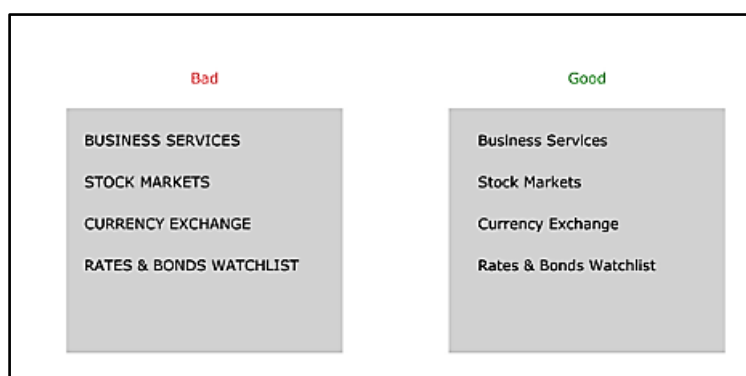 Bad
BUSINESS SERVICES
STOCK MARKETS
CURRENCY EXCHANGE
RATES & BONDS WATCHLIST
Good
Business Services
Stock Markets
Currency Exchange
Rates & Bonds Watchlist